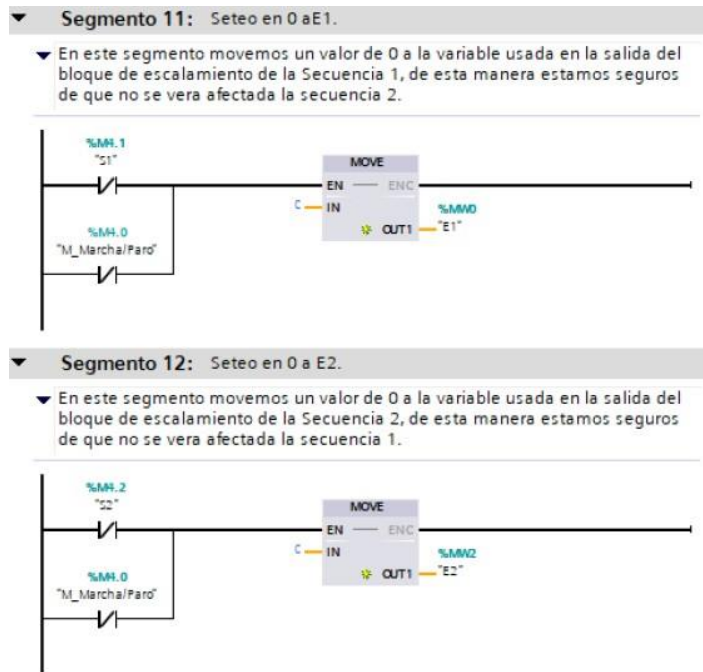 Segmento 11: Seteo en 0 aE1.
En este segmento movemos un valor de 0 a la variable usada en la salida del
bloque de escalamiento de la Secuencia 1, de esta manera estamos seguros
de que no se vera afectada la secuencia 2.
%M4.1
"S1"
MOVE
EN ENC
IN
%MW0
OUT1 "E1"
%M4.0
"M_Marcha/Paro"
Segmento 12: Seteo en 0 a E2.
En este segmento movemos un valor de 0 a la variable usada en la salida del
bloque de escalamiento de la Secuencia 2, de esta manera estamos seguros
de que no se vera afectada la secuencia 1.
%M4.2
"S2"
MOVE
EN ENC
IN
%MW2
OUT1 "E2"
%M4.0
"M_Marcha/Paro"